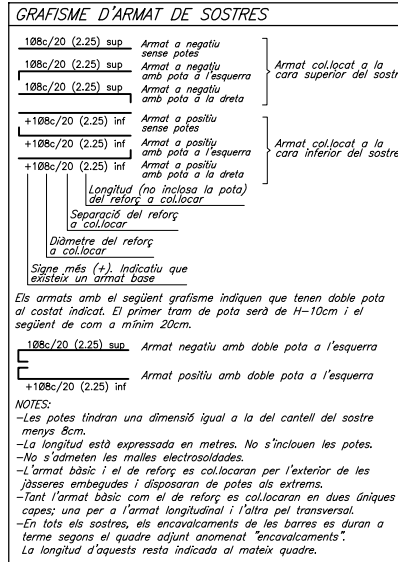 GRAFISME D'ARMAT DE SOSTRES
1Ø8c/20 (2.25) sup Armat a negatiu
sense potes
1Ø8c/20 (2.25) sup Armat a negatiu
amb pota a l'esquerra
1Ø8c/20 (2.25) sup Armat a negatiu
amb pota a la dreta
Armat col.locat a la
cara superior del sostre
+1Ø8c/20 (2.25) inf Armat a positiu
sense potes
+1Ø8c/20 (2.25) inf Armat a positiu
amb pota a l'esquerra
+1Ø8c/20 (2.25) inf Armat a positiu
amb pota a la dreta
Armat col.locat a la
cara inferior del sostre
Longitud (no inclosa la pota)
del reforç a col.locar
Separació del reforç
a col.locar
Diàmetre del reforç
a col.locar
Signe més (+). Indicatiu que
existeix un armat base
Els armats amb el següent grafisme indiquen que tenen doble pota
al costat indicat. El primer tram de pota serà de H-10cm i el
següent de com a mínim 20cm.
1Ø8c/20 (2.25) sup Armat negatiu amb doble pota a l'esquerra
Armat positiu amb doble pota a l'esquerra
+1Ø8c/20 (2.25) inf
NOTES:
-Les potes tindran una dimensió igual a la del cantell del sostre
menys 8cm.
-La longitud està expressada en metres. No s'inclouen les potes.
-No s'admeten les malles electrosoldades.
-L'armat bàsic i el de reforç es col.locaran per l'exterior de les
jàsseres embegudes i disposaran de potes als extrems.
-Tant l'armat bàsic com el de reforç es col.locaran en dues úniques
capes; una per a l'armat longitudinal i l'altra pel transversal.
-En tots els sostres, els encavalcaments de les barres es duran a
terme segons el quadre adjunt anomenat "encavalcaments".
La longitud d'aquests resta indicada al mateix quadre.